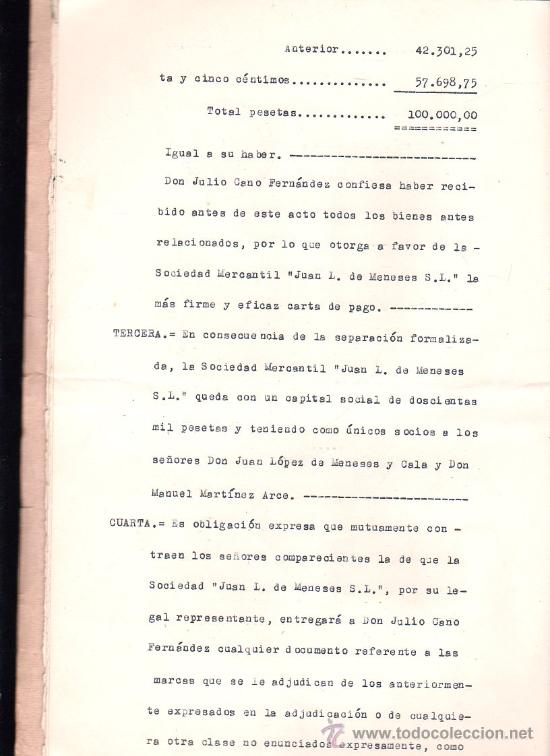 Anterior....... 42.301,25
ta y cinco céntimos.............. 57.698,75
Total pesetas............. 100.000,00
============
Igual a su haber. --------------------------
Don Julio Cano Fernández confiesa haber reci-
bido antes de este acto todos los bienes antes
relacionados, por lo que otorga a favor de la -
Sociedad Mercantil "Juan L. de Meneses S.L." la
más firme y eficaz carta de pago. ------------
TERCERA.= En consecuencia de la separación formaliza-
da, la Sociedad Mercantil "Juan L. de Meneses
S.L." queda con un capital social de doscientas
mil pesetas y teniendo como únicos socios a los
señores Don Juan López de Meneses y Cala y Don
Manuel Martínez Arce. ------------------------
CUARTA.= Es obligación expresa que mutuamente con -
traen los señores comparecientes la de que la
Sociedad "Juan L. de Meneses S.L.", por su le-
gal representante, entregará a Don Julio Cano
Fernández cualquier documento referente a las
marcas que se le adjudican de los anteriormen-
te expresados en la adjudicación o de cualquie-
ra otra clase no enunciados expresamente, como
www.todocoleccion.net